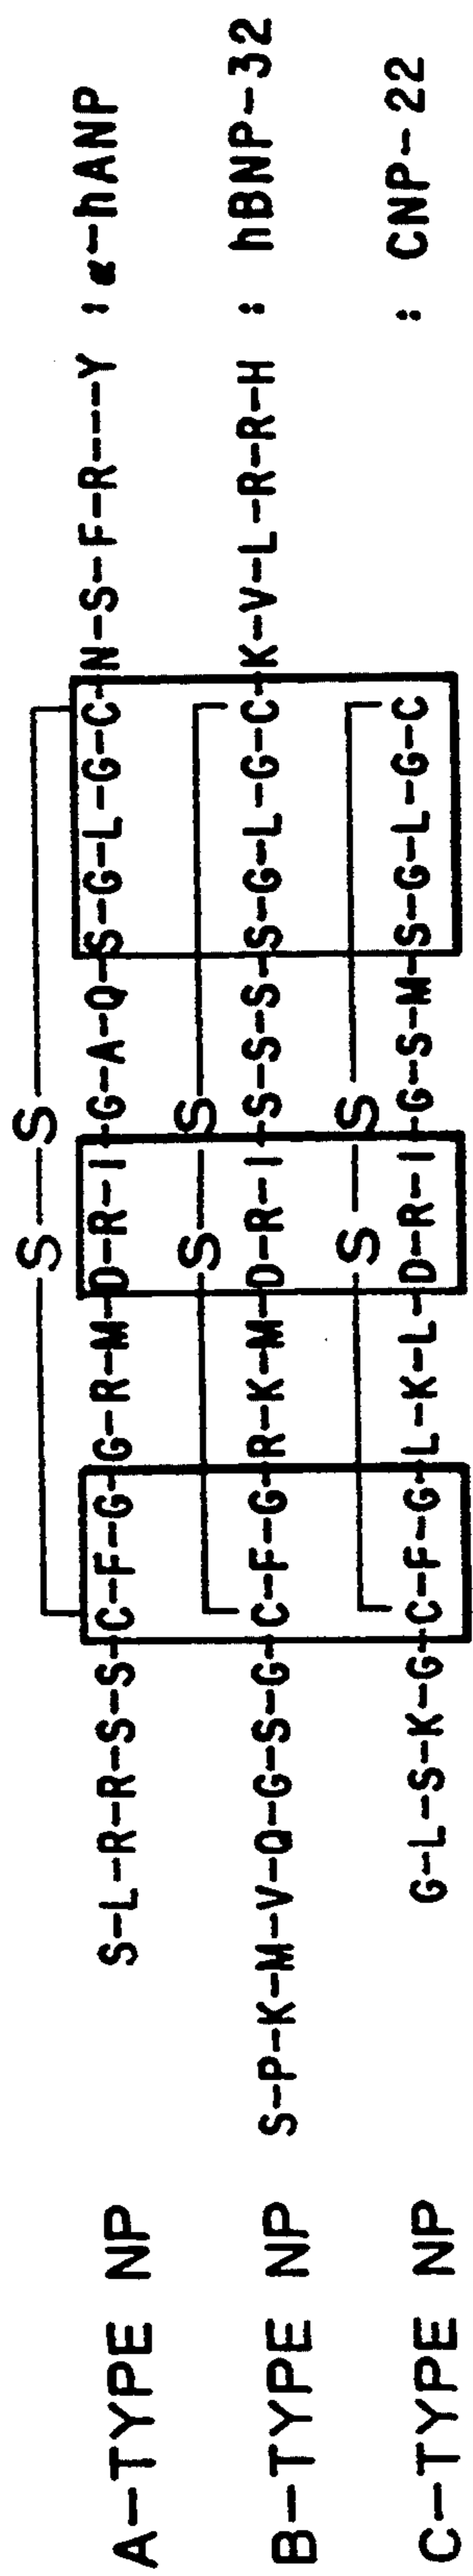 S—S
A-TYPE NP S-L-R-R-S-S-C-F-G-G-R-M-D-R-I-G-A-Q-S-G-L-G-C-N-S-F-R---Y : α-hANP
S—S
B-TYPE NP S-P-K-M-V-Q-G-S-G-C-F-G-R-K-M-D-R-I-S-S-S-S-G-L-G-C-K-V-L-R-R-H : hBNP-32
S—S
C-TYPE NP G-L-S-K-G-C-F-G-L-K-L-D-R-I-G-S-M-S-G-L-G-C : CNP-22